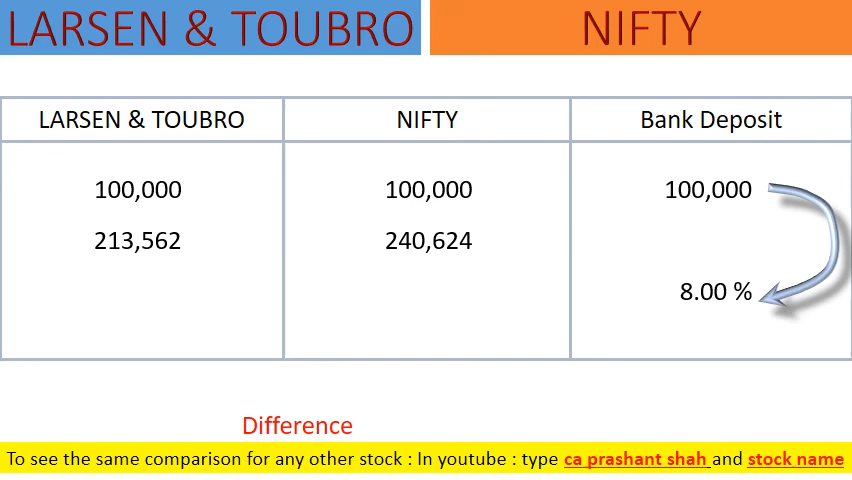 LARSEN & TOUBRO NIFTY
LARSEN & TOUBRO NIFTY Bank Deposit
100,000 100,000 100,000
213,562 240,624
8.00 %
Difference
To see the same comparison for any other stock : In youtube : type ca prashant shah and stock name